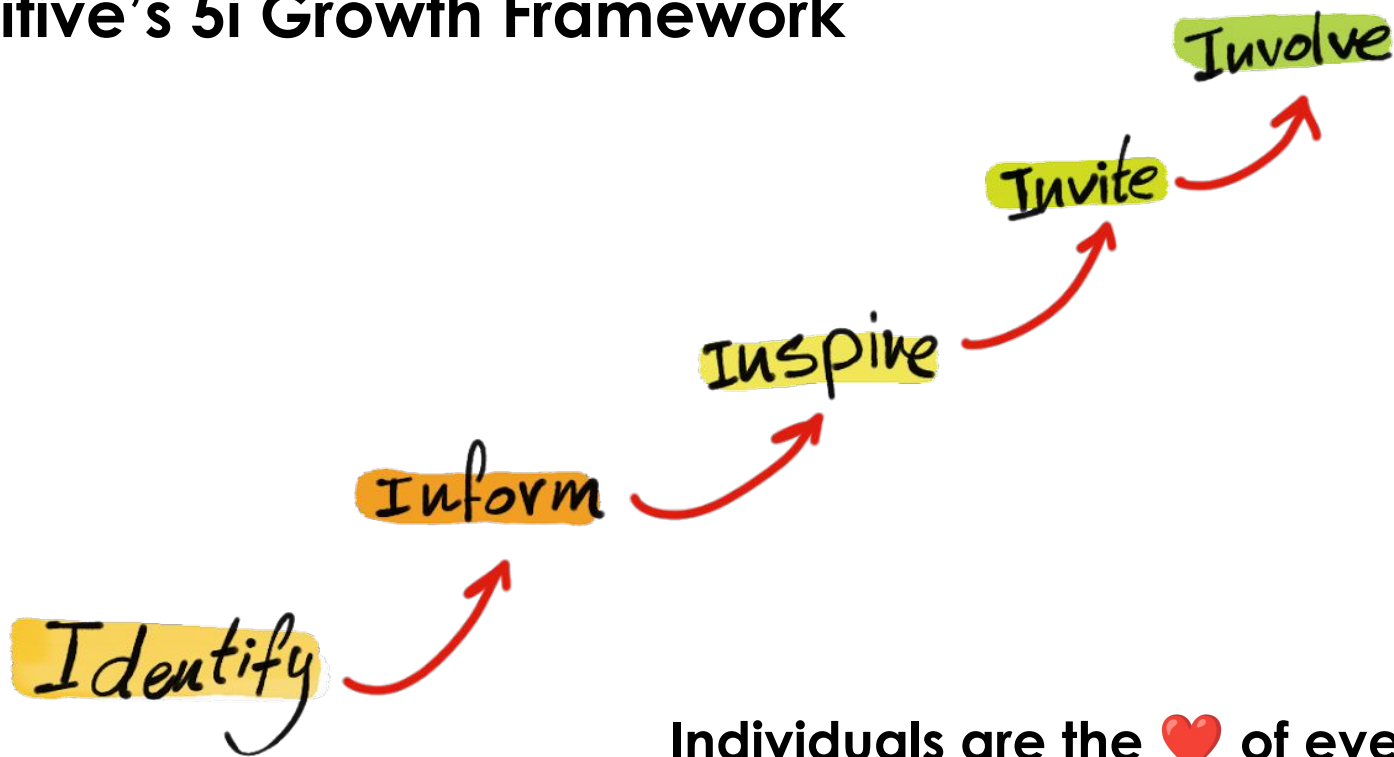 itive's 5i Growth Framework
Involve
Invite
Inspire
Inform
Identify
Individuals are the ❤️ of eve